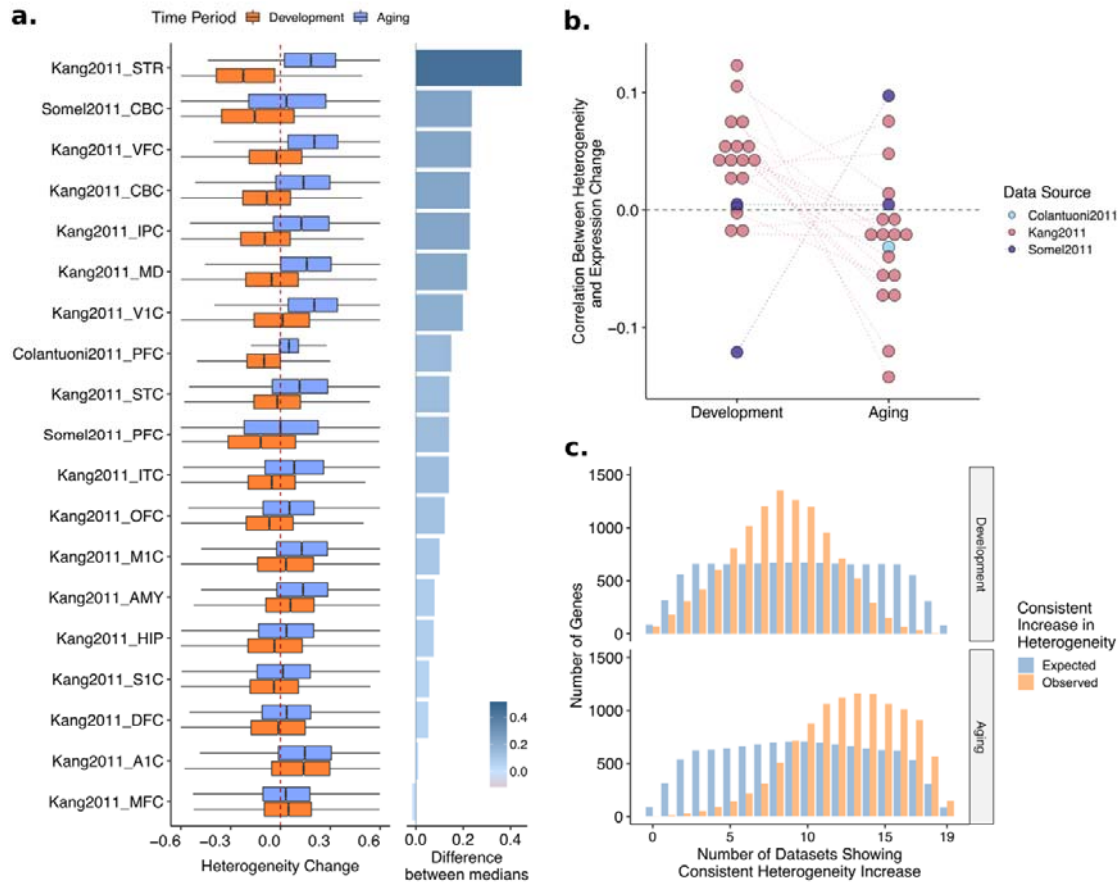 a.
Time Period Development Aging
Kang2011_STR
Somel2011_CBC
Kang2011_VFC
Kang2011_CBC
Kang2011_IPC
Kang2011_MD
Kang2011_V1C
Colantuoni2011_PFC
Kang2011_STC
Somel2011_PFC
Kang2011_ITC
Kang2011_OFC
Kang2011_M1C
Kang2011_AMY
Kang2011_HIP
Kang2011_S1C
Kang2011_DFC
Kang2011_A1C
Kang2011_MFC
−0.6 −0.3 0.0 0.3 0.6
Heterogeneity Change
0.4
0.2
0.0
0.0 0.2 0.4
Difference
between medians
b.
Correlation Between Heterogeneity
and Expression Change
0.1
0.0
−0.1
Development Aging
Data Source
Colantuoni2011
Kang2011
Somel2011
c.
Number of Genes
1500
1000
500
0
Development
1500
1000
500
0
Aging
0 5 10 15 19
Number of Datasets Showing
Consistent Heterogeneity Increase
Consistent
Increase in
Heterogeneity
Expected
Observed